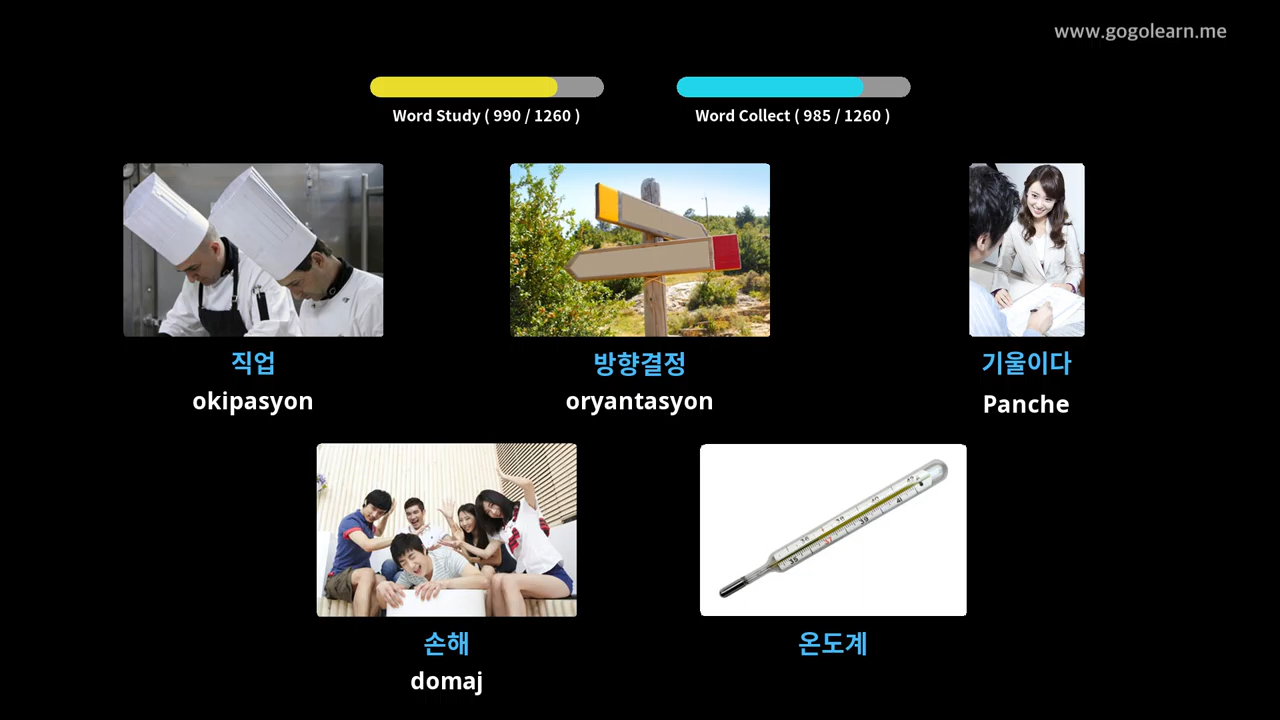 www.gogolearn.me
Word Study ( 990 / 1260 )
Word Collect ( 985 / 1260 )
직업
okipasyon
방향결정
oryantasyon
기울이다
Panche
손해
domaj
온도계